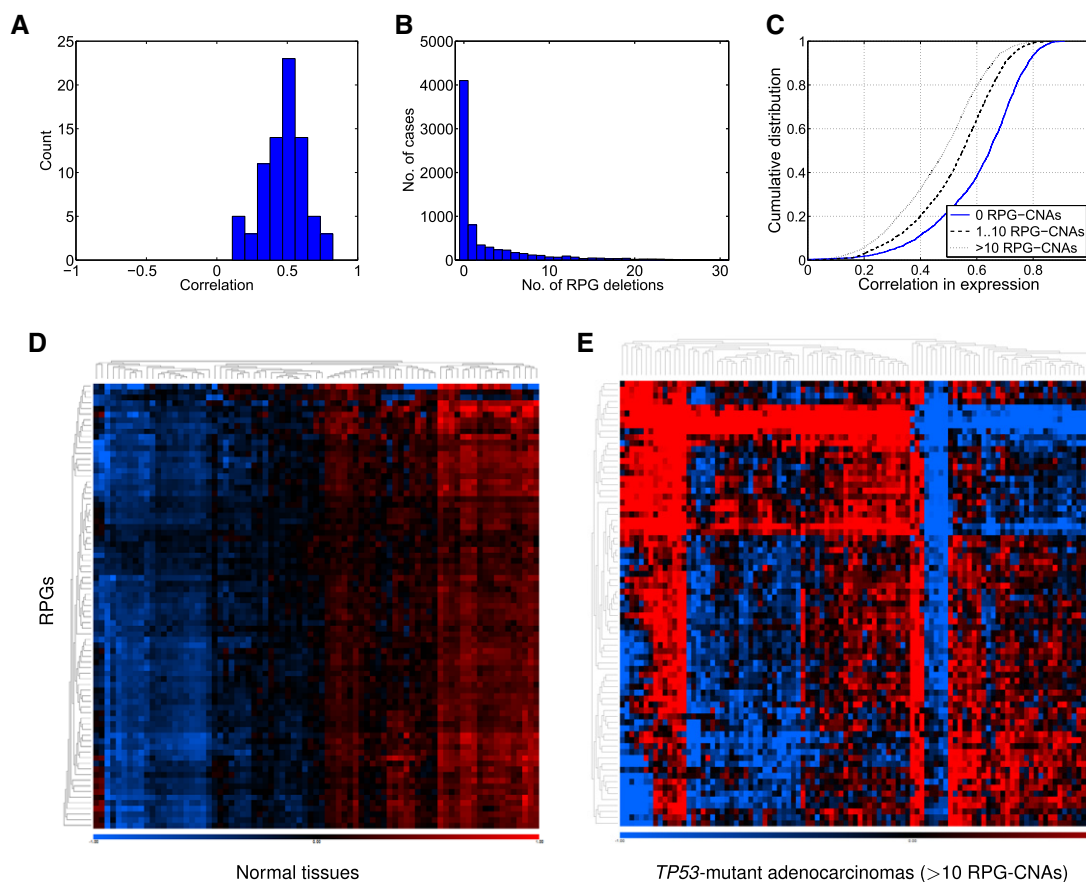 A
B
C
25
20
15
10
5
0
Count
−1
−0.5
0
0.5
1
Correlation
5000
4000
3000
2000
1000
0
No. of cases
0
10
20
30
No. of RPG deletions
1
0.8
0.6
0.4
0.2
0
Cumulative distribution
0
0.2
0.4
0.6
0.8
Correlation in expression
0 RPG−CNAs
1..10 RPG−CNAs
>10 RPG−CNAs
D
E
RPGs
Normal tissues
TP53-mutant adenocarcinomas (>10 RPG-CNAs)